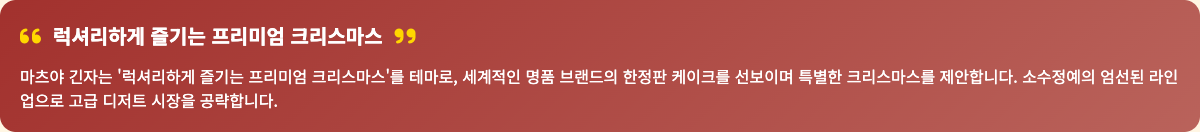 ❝ 럭셔리하게 즐기는 프리미엄 크리스마스 ❞
마츠야 긴자는 '럭셔리하게 즐기는 프리미엄 크리스마스'를 테마로, 세계적인 명품 브랜드의 한정판 케이크를 선보이며 특별한 크리스마스를 제안합니다. 소수정예의 엄선된 라인
업으로 고급 디저트 시장을 공략합니다.